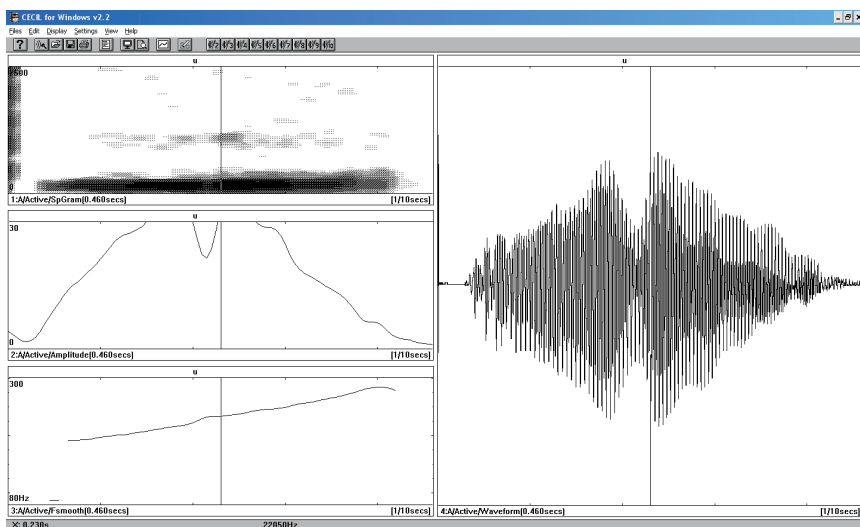 CECIL for Windows v2.2
Files Edit Display Settings View Help
u
1:A/Active/SpGram(0.460secs) [1/10secs]
u
30
0
2:A/Active/Amplitude(0.460secs) [1/10secs]
u
300
80Hz
3:A/Active/Fsmooth(0.460secs) [1/10secs]
u
4:A/Active/Waveform(0.460secs) [1/10secs]
X: 0.230s 22050Hz